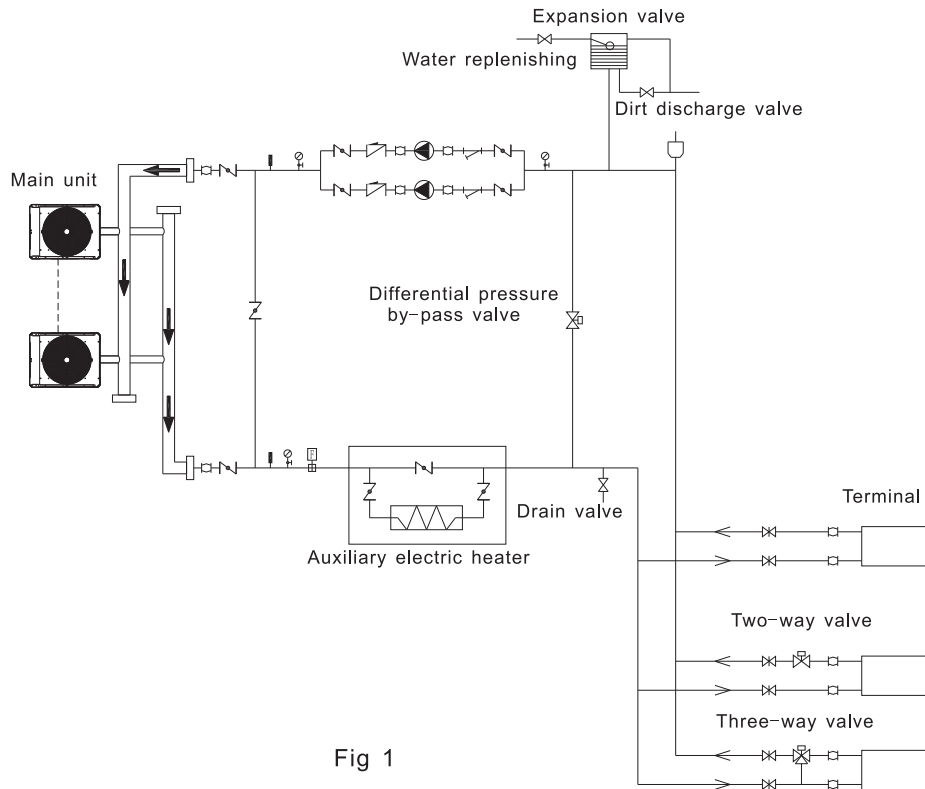 Expansion valve
Water replenishing
Dirt discharge valve
Main unit
Differential pressure
by-pass valve
F
Drain valve
Terminal
Auxiliary electric heater
Two-way valve
Three-way valve
Fig 1